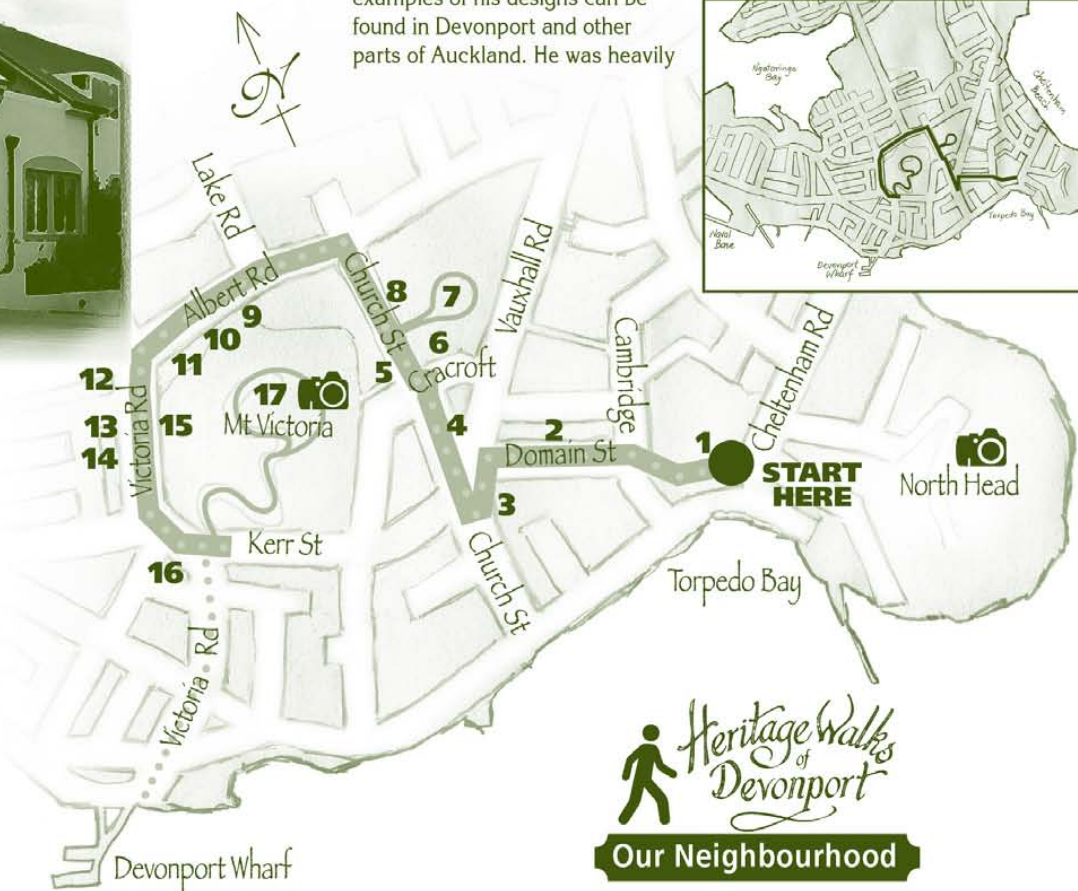 examples of his designs can be
found in Devonport and other
parts of Auckland. He was heavily
N
Ngataringa
Bay
Cheltenham
Beach
Torpedo Bay
Naval
Base
Devonport
Wharf
Lake Rd
Albert Rd
Church St
Vauxhall Rd
Cracroft
Cambridge
Cheltenham Rd
8
7
9
10
6
11
5
12
17
Mt Victoria
13
15
14
Victoria Rd
4
2
Domain St
1
START
HERE
North Head
3
Kerr St
16
Church St
Torpedo Bay
Victoria Rd
Devonport Wharf
Heritage Walks
of
Devonport
Our Neighbourhood